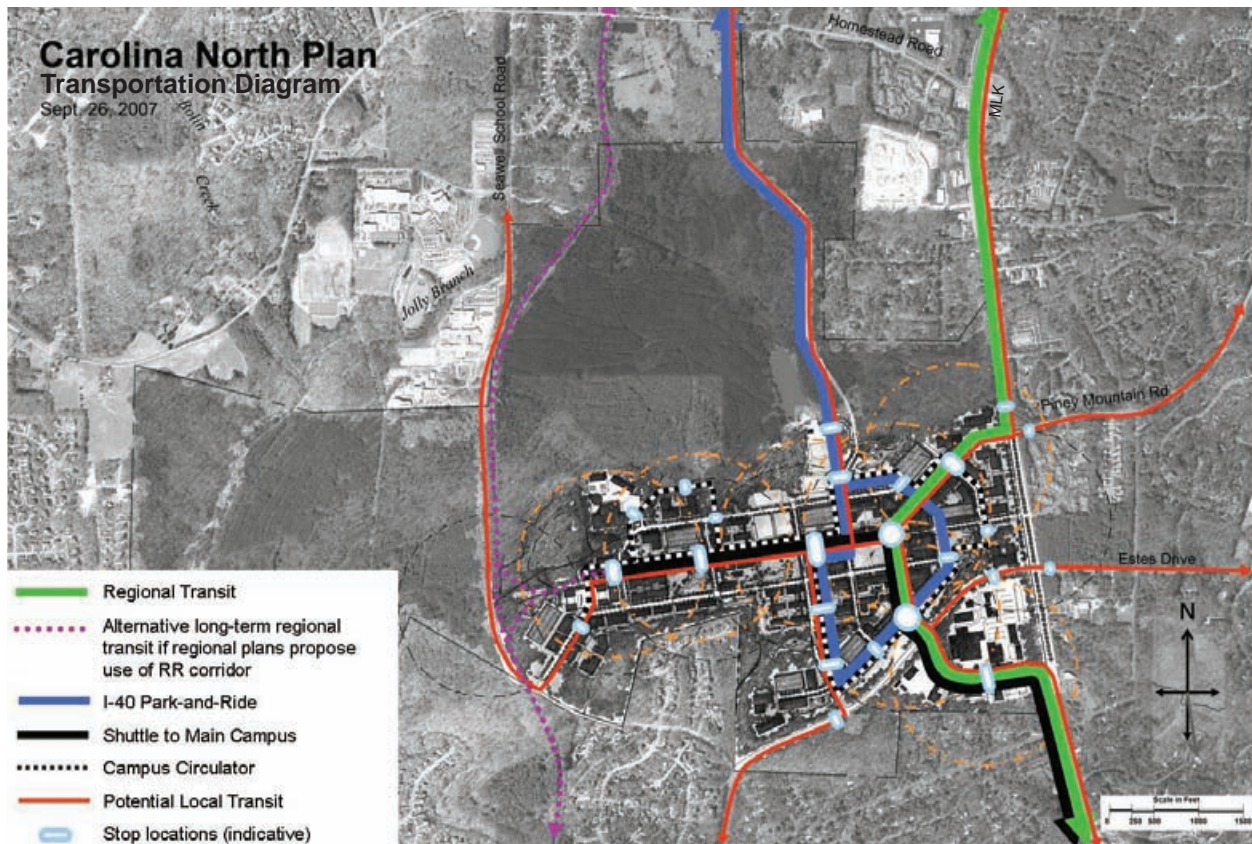 Carolina North Plan
Transportation Diagram
Sept. 26, 2007
Bolin
Creek
Seawell School Road
Jolly Branch
Homestead Road
MLK
Piney Mountain Rd
Estes Drive
N
Regional Transit
Alternative long-term regional
transit if regional plans propose
use of RR corridor
I-40 Park-and-Ride
Shuttle to Main Campus
Campus Circulator
Potential Local Transit
Stop locations (indicative)
Scale in Feet
0 250 500 1000 1500